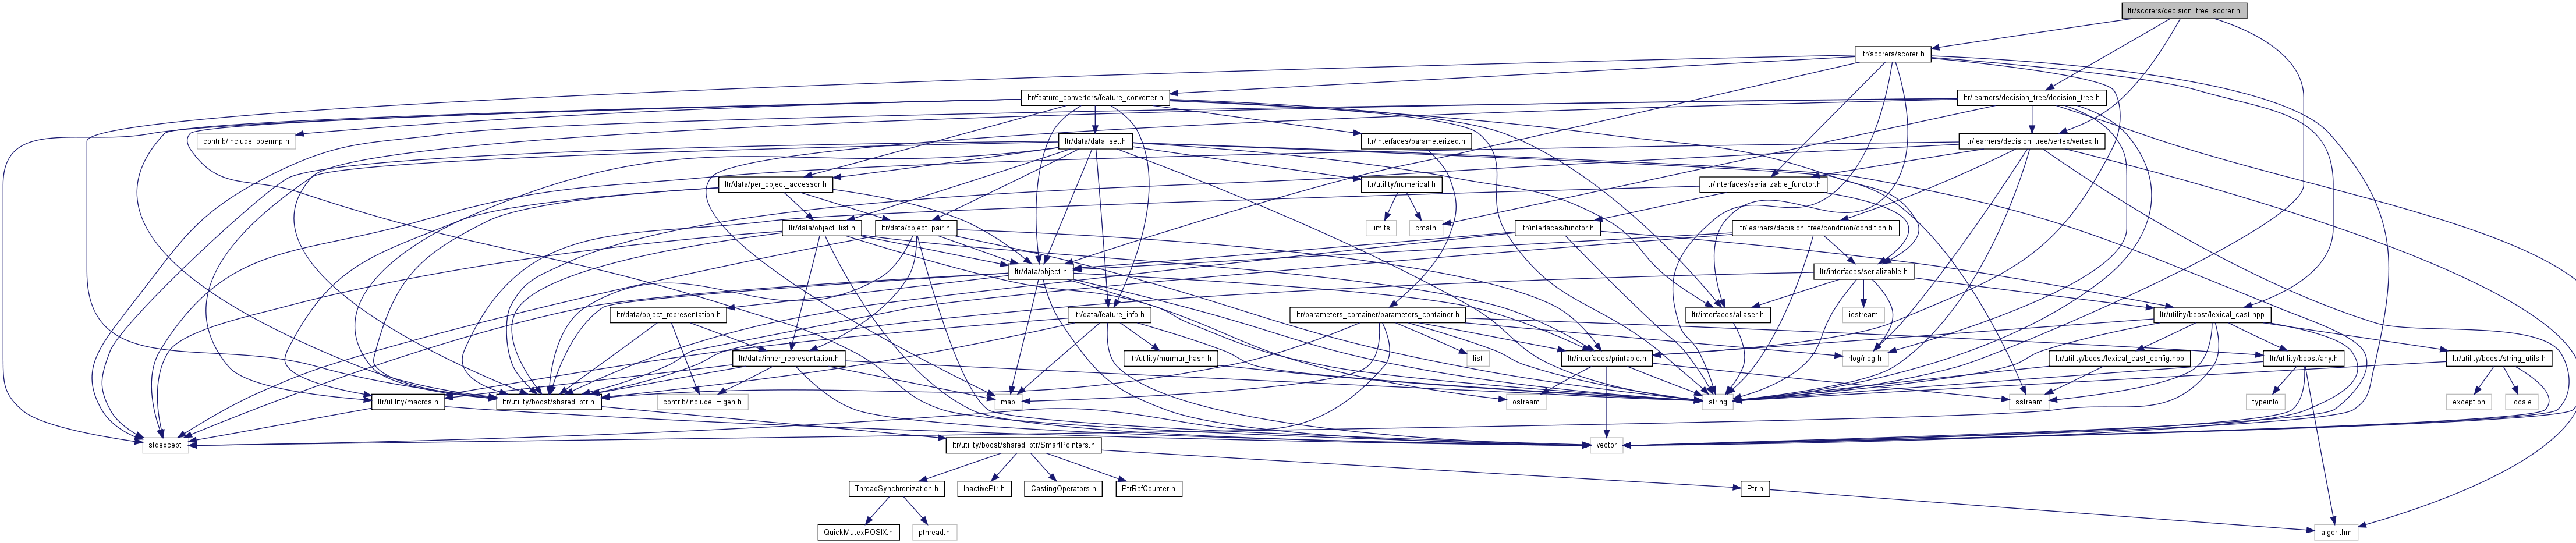 ltr/scorers/decision_tree_scorer.h
ltr/scorers/scorer.h
ltr/feature_converters/feature_converter.h
ltr/learners/decision_tree/decision_tree.h
contrib/include_openmp.h
ltr/data/data_set.h
ltr/interfaces/parameterized.h
ltr/learners/decision_tree/vertex/vertex.h
ltr/data/per_object_accessor.h
ltr/utility/numerical.h
ltr/interfaces/serializable_functor.h
ltr/data/object_list.h
ltr/data/object_pair.h
limits
cmath
ltr/interfaces/functor.h
ltr/learners/decision_tree/condition/condition.h
ltr/data/object.h
ltr/interfaces/serializable.h
ltr/data/object_representation.h
ltr/data/feature_info.h
ltr/parameters_container/parameters_container.h
ltr/interfaces/aliaser.h
iostream
ltr/utility/boost/lexical_cast.hpp
ltr/data/inner_representation.h
ltr/utility/murmur_hash.h
list
ltr/interfaces/printable.h
rlog/rlog.h
ltr/utility/boost/lexical_cast_config.hpp
ltr/utility/boost/any.h
ltr/utility/boost/string_utils.h
ltr/utility/macros.h
ltr/utility/boost/shared_ptr.h
contrib/include_Eigen.h
map
ostream
string
sstream
typeinfo
exception
locale
stdexcept
ltr/utility/boost/shared_ptr/SmartPointers.h
vector
ThreadSynchronization.h
InactivePtr.h
CastingOperators.h
PtrRefCounter.h
Ptr.h
QuickMutexPOSIX.h
pthread.h
algorithm